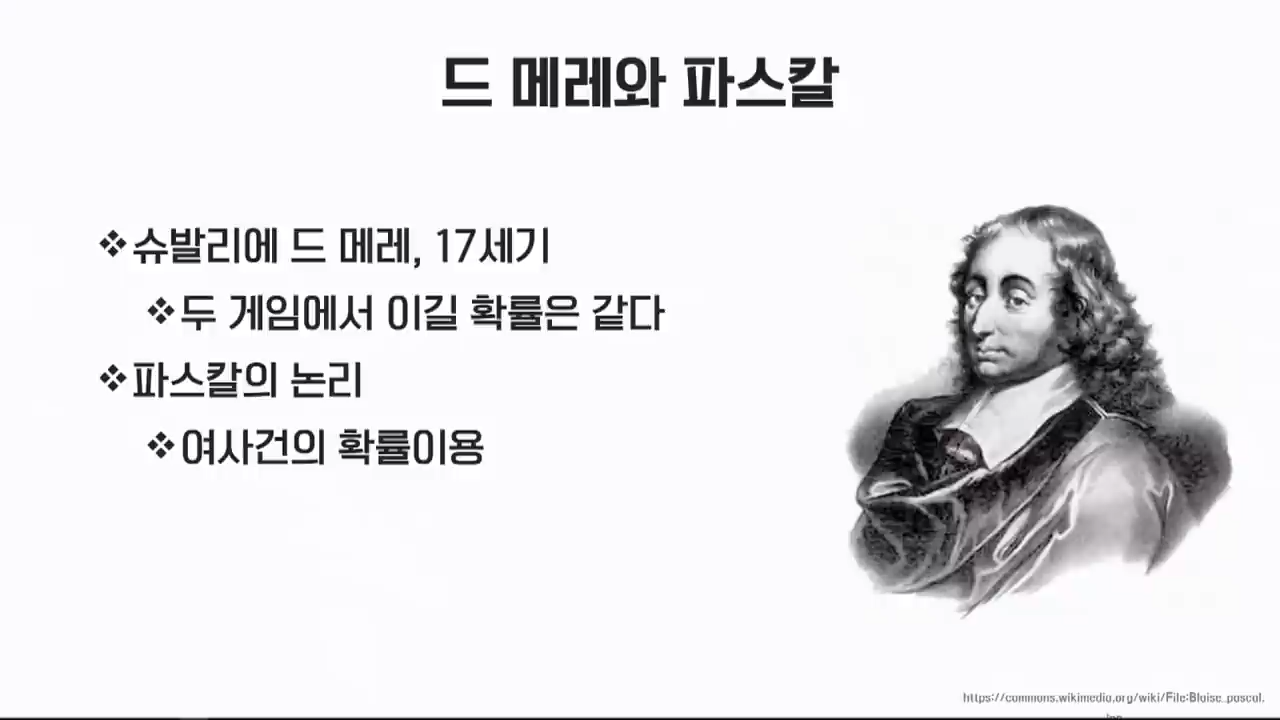 드 메레와 파스칼
❖슈발리에 드 메레, 17세기
❖두 게임에서 이길 확률은 같다
❖파스칼의 논리
❖여사건의 확률이용
https://commons.wikimedia.org/wiki/File:Blaise_pascal.